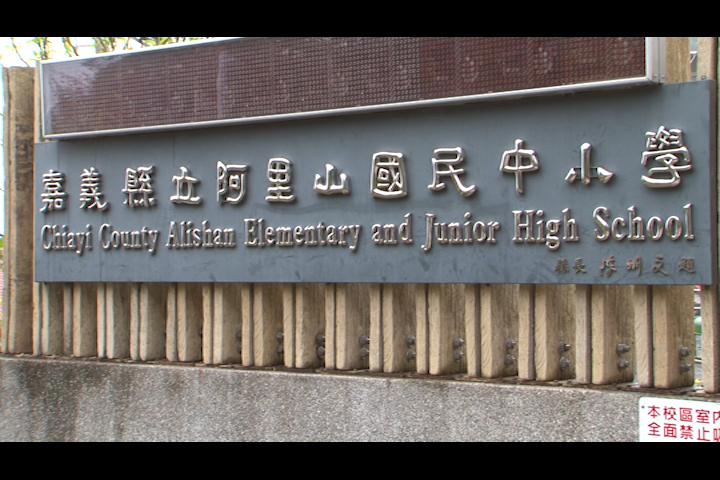 嘉義縣立阿里山國民中小學
Chiayi County Alishan Elementary and Junior High School
縣長 陳明文 題
本校區室內
全面禁止吸